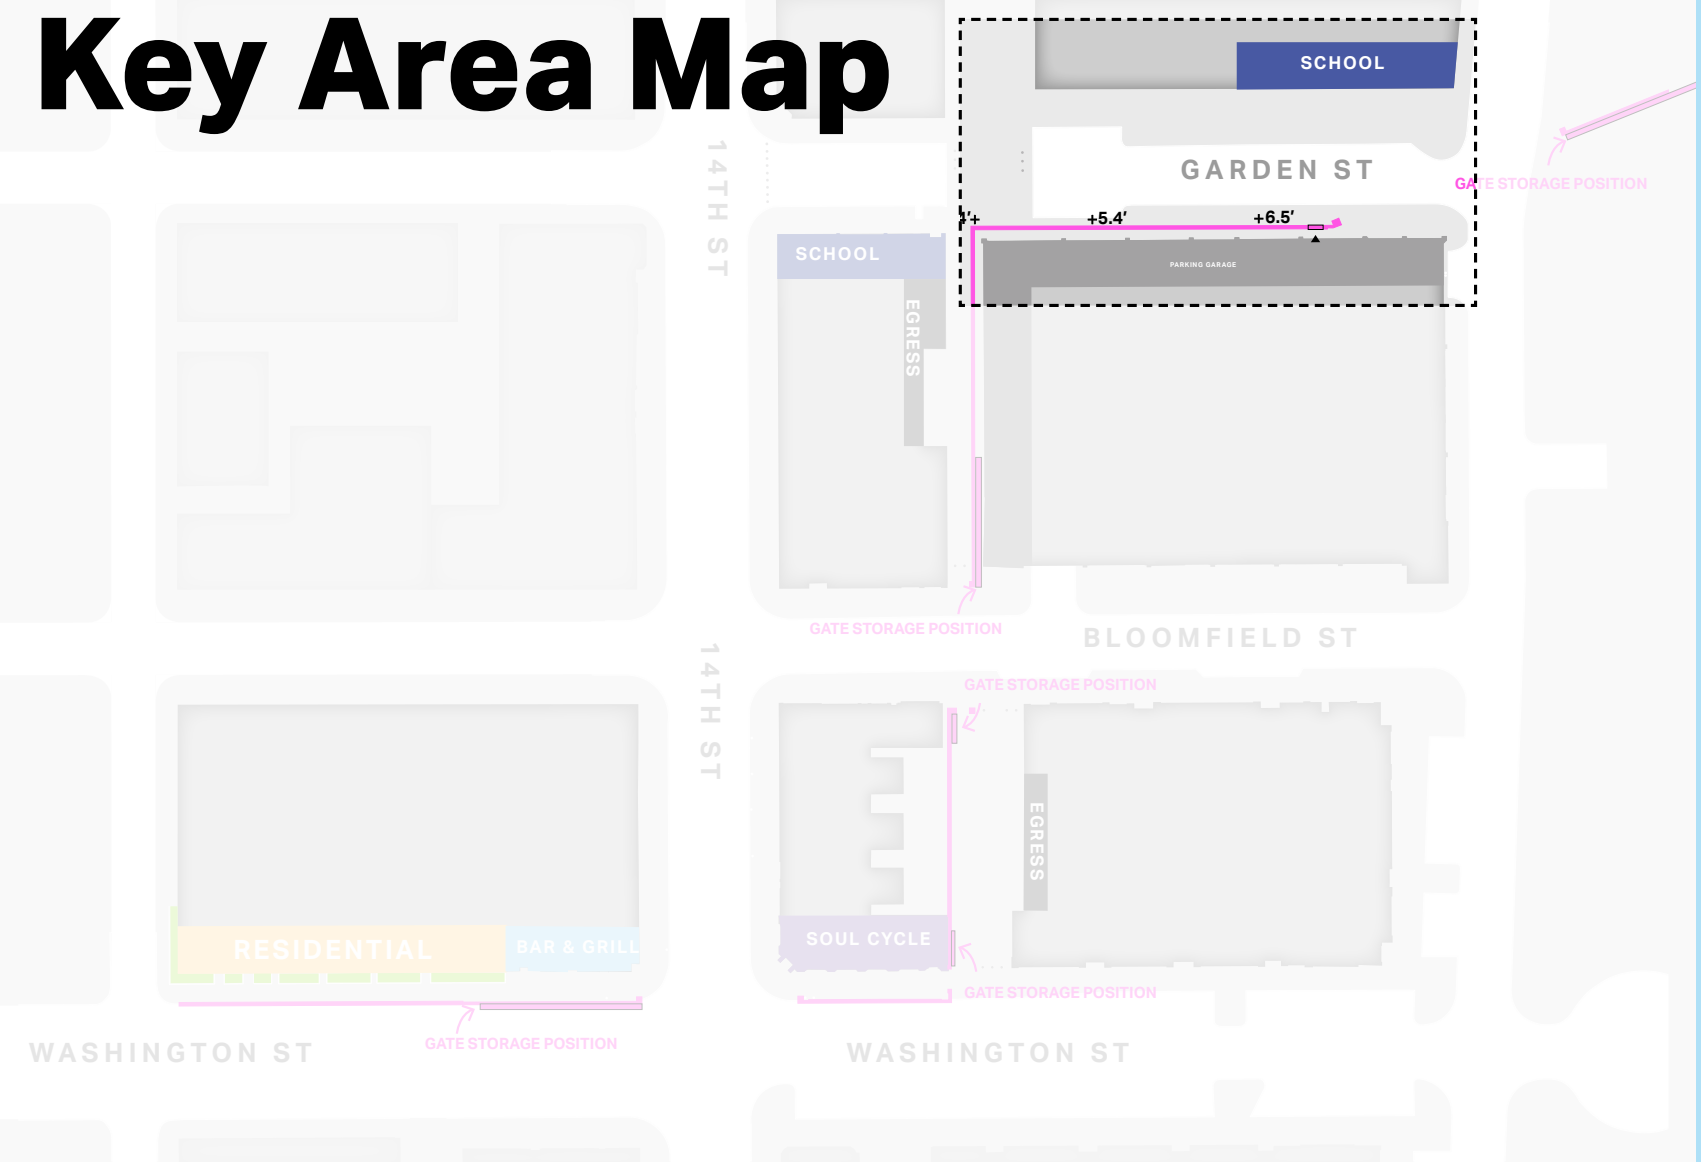 Key Area Map
SCHOOL
14TH ST
GARDEN ST
GATE STORAGE POSITION
+5.4'
+6.5'
SCHOOL
PARKING GARAGE
EGRESS
GATE STORAGE POSITION
BLOOMFIELD ST
14TH ST
GATE STORAGE POSITION
EGRESS
RESIDENTIAL
BAR & GRILL
SOUL CYCLE
GATE STORAGE POSITION
GATE STORAGE POSITION
WASHINGTON ST
WASHINGTON ST